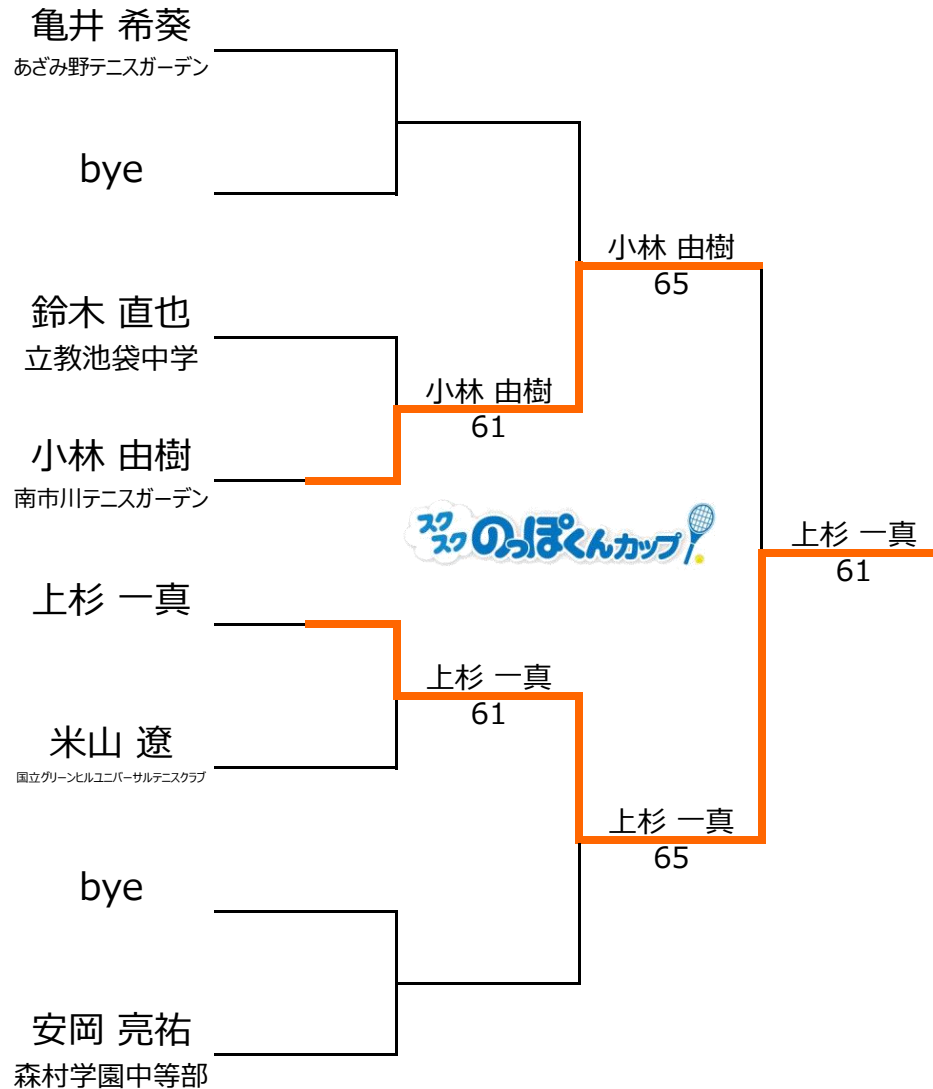 亀井 希葵
あざみ野テニスガーデン
bye
小林 由樹
65
鈴木 直也
立教池袋中学
小林 由樹
61
小林 由樹
南市川テニスガーデン
スクスク のっぽくんカップ
上杉 一真
61
上杉 一真
上杉 一真
61
米山 遼
国立グリーンヒルユニバーサルテニスクラブ
上杉 一真
65
bye
安岡 亮祐
森村学園中等部